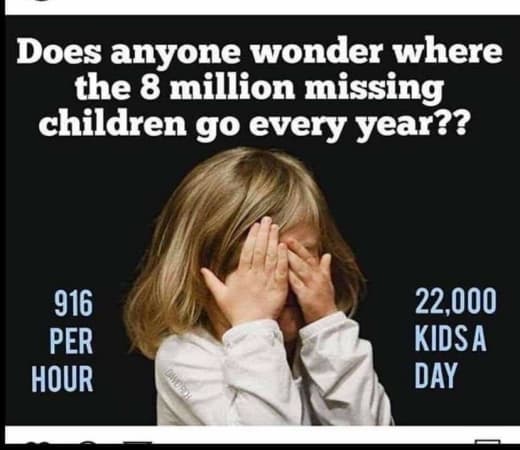 Does anyone wonder where
the 8 million missing
children go every year??
916
PER
HOUR
22,000
KIDS A
DAY